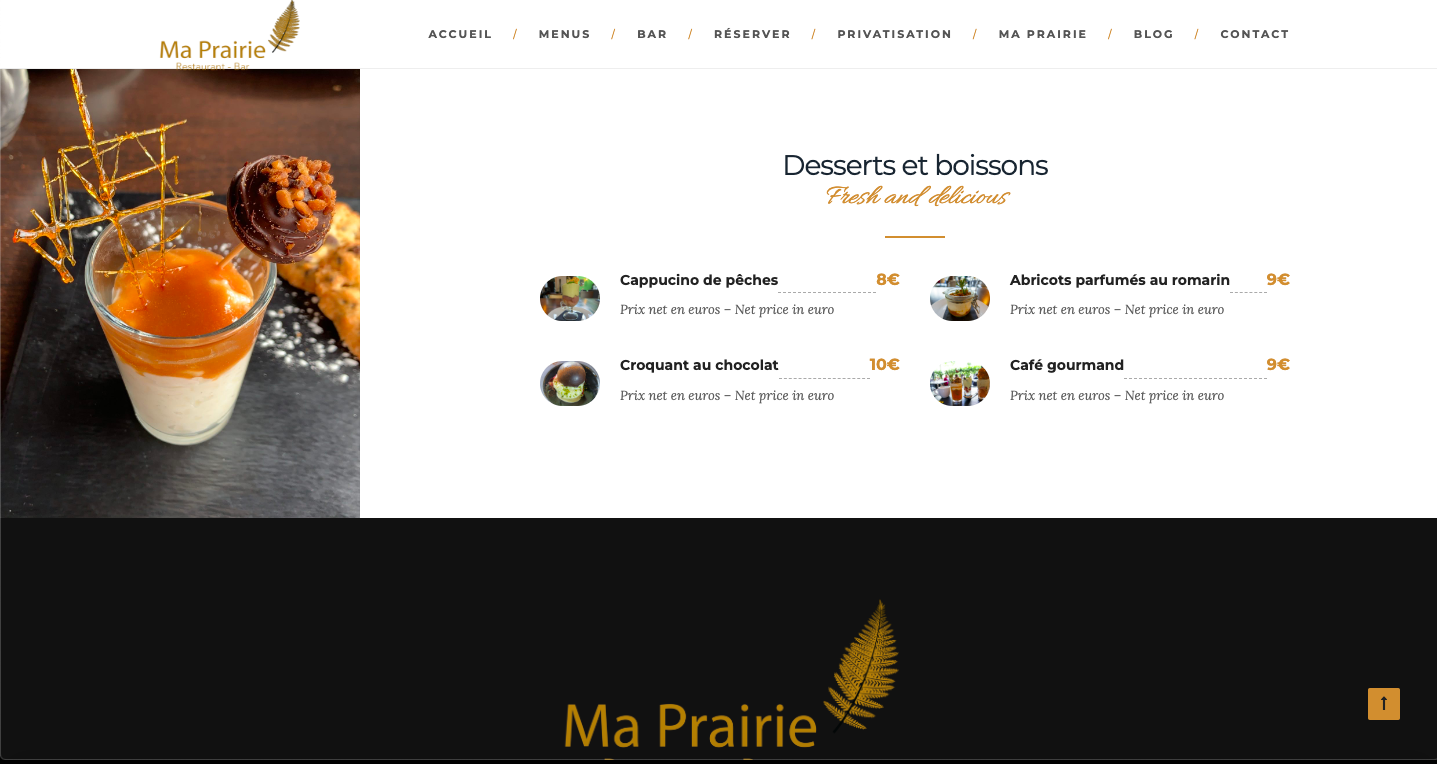 Ma Prairie
Restaurant - Bar
ACCUEIL / MENUS / BAR / RÉSERVER / PRIVATISATION / MA PRAIRIE / BLOG / CONTACT
Desserts et boissons
Fresh and delicious
Cappucino de pêches 8€
Prix net en euros – Net price in euro
Abricots parfumés au romarin 9€
Prix net en euros – Net price in euro
Croquant au chocolat 10€
Prix net en euros – Net price in euro
Café gourmand 9€
Prix net en euros – Net price in euro
Ma Prairie